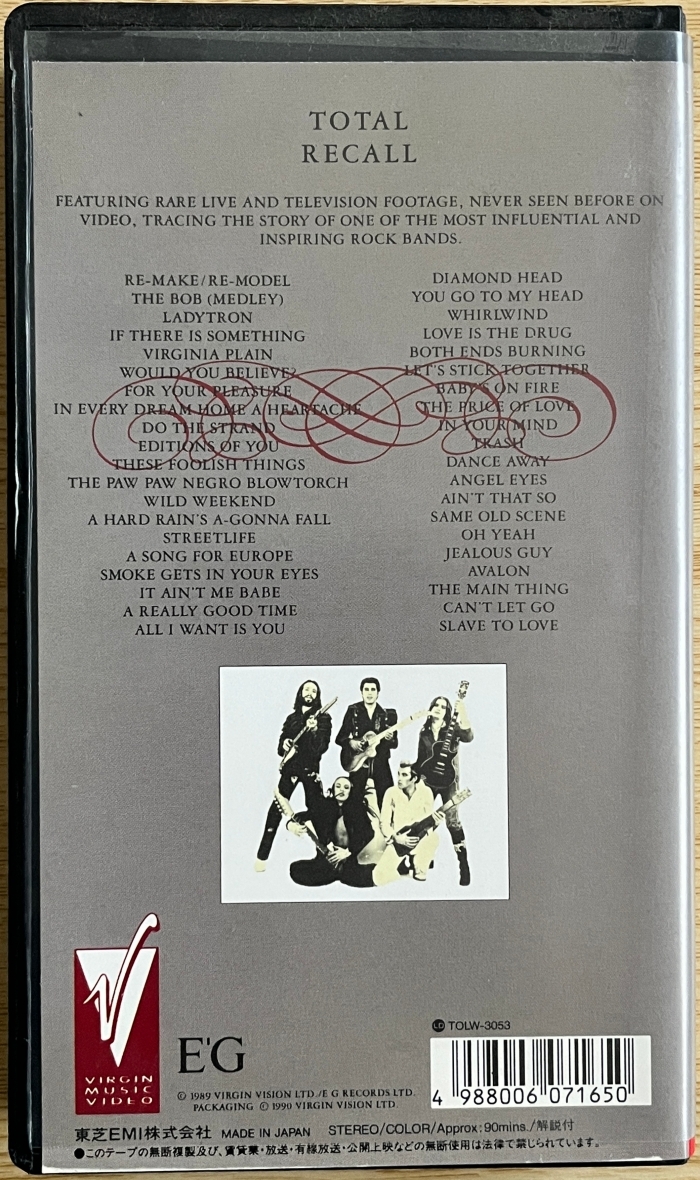 TOTAL
RECALL
FEATURING RARE LIVE AND TELEVISION FOOTAGE, NEVER SEEN BEFORE ON
VIDEO, TRACING THE STORY OF ONE OF THE MOST INFLUENTIAL AND
INSPIRING ROCK BANDS.
RE-MAKE/RE-MODEL
THE BOB (MEDLEY)
LADYTRON
IF THERE IS SOMETHING
VIRGINIA PLAIN
WOULD YOU BELIEVE?
FOR YOUR PLEASURE
IN EVERY DREAM HOME A HEARTACHE
DO THE STRAND
EDITIONS OF YOU
THESE FOOLISH THINGS
THE PAW PAW NEGRO BLOWTORCH
WILD WEEKEND
A HARD RAIN'S A-GONNA FALL
STREETLIFE
A SONG FOR EUROPE
SMOKE GETS IN YOUR EYES
IT AIN'T ME BABE
A REALLY GOOD TIME
ALL I WANT IS YOU
DIAMOND HEAD
YOU GO TO MY HEAD
WHIRLWIND
LOVE IS THE DRUG
BOTH ENDS BURNING
LET'S STICK TOGETHER
BABY'S ON FIRE
THE PRICE OF LOVE
IN YOUR MIND
TRASH
DANCE AWAY
ANGEL EYES
AIN'T THAT SO
SAME OLD SCENE
OH YEAH
JEALOUS GUY
AVALON
THE MAIN THING
CAN'T LET GO
SLAVE TO LOVE
VIRGIN
MUSIC
VIDEO
E'G
© 1989 VIRGIN VISION LTD./E G RECORDS LTD.
PACKAGING © 1990 VIRGIN VISION LTD.
LD TOLW-3053
4 988006 071650
東芝EMI株式会社 MADE IN JAPAN STEREO/COLOR/Approx:90mins./解説付
●このテープの無断複製及び、賃貸業・放送・有線放送・公開上映などの無断使用は法律で禁じられています。